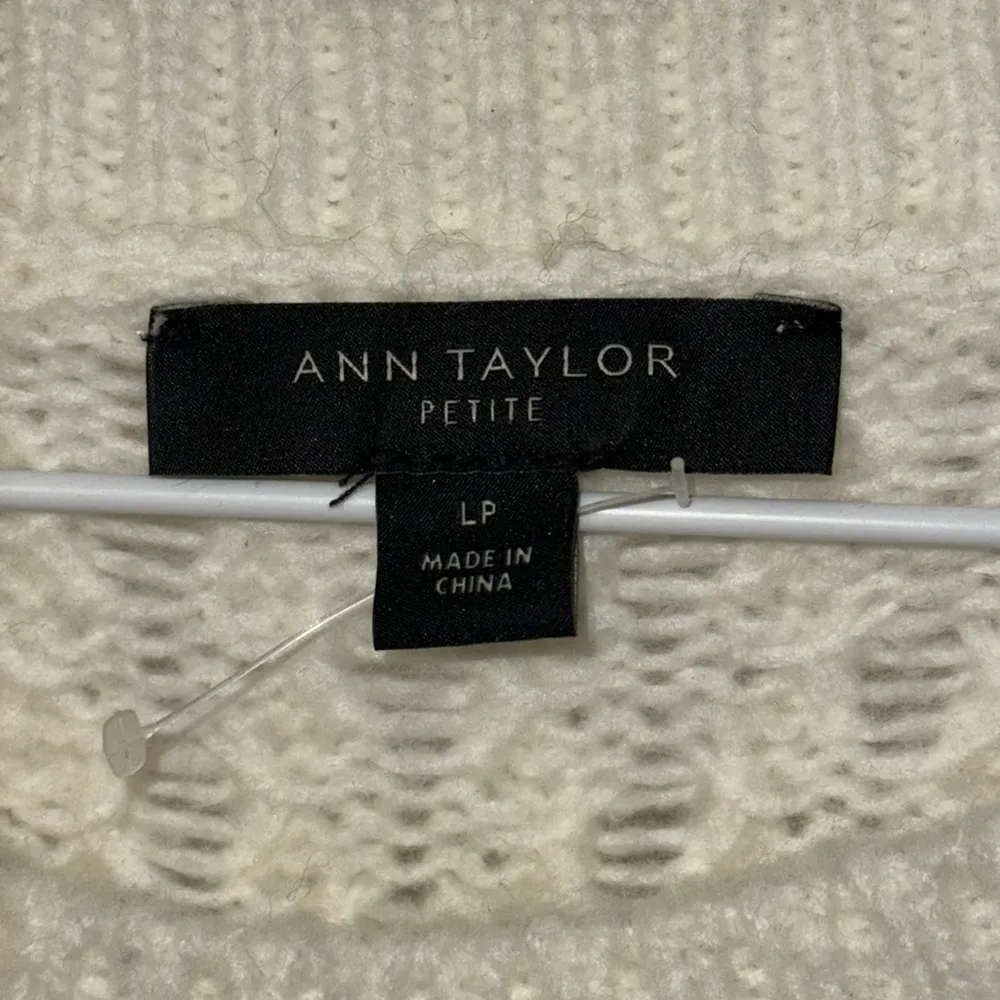 ANN TAYLOR
PETITE
LP
MADE IN
CHINA